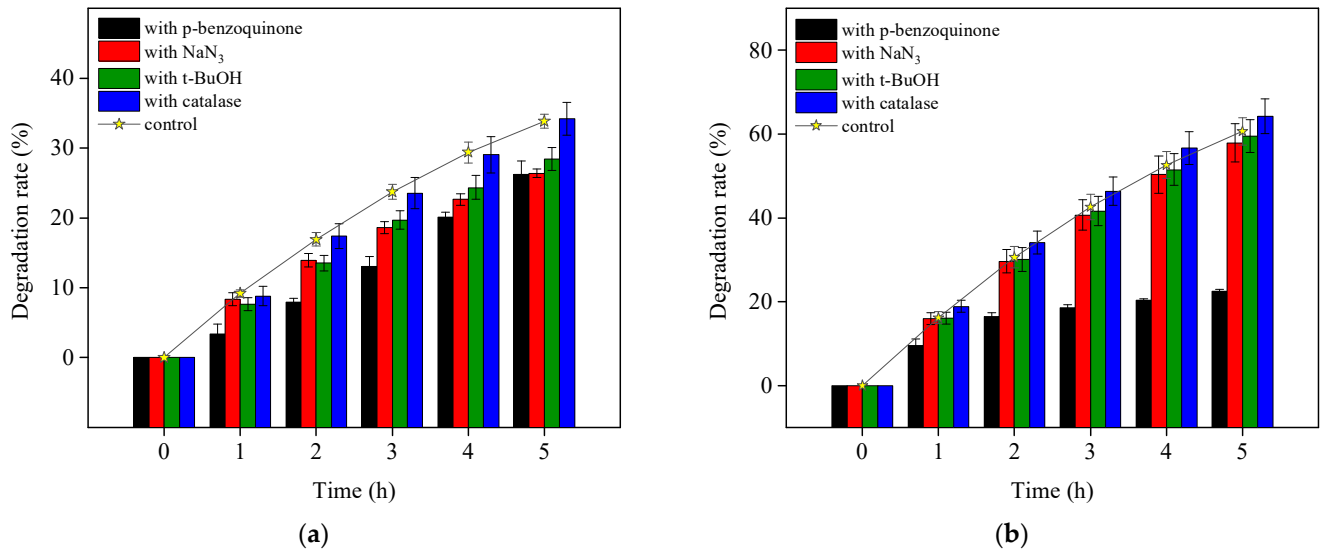 with p-benzoquinone
with NaN₃
with t-BuOH
with catalase
control
Degradation rate (%)
40
30
20
10
0
0 1 2 3 4 5
Time (h)
(a)
with p-benzoquinone
with NaN₃
with t-BuOH
with catalase
control
Degradation rate (%)
80
60
40
20
0
0 1 2 3 4 5
Time (h)
(b)